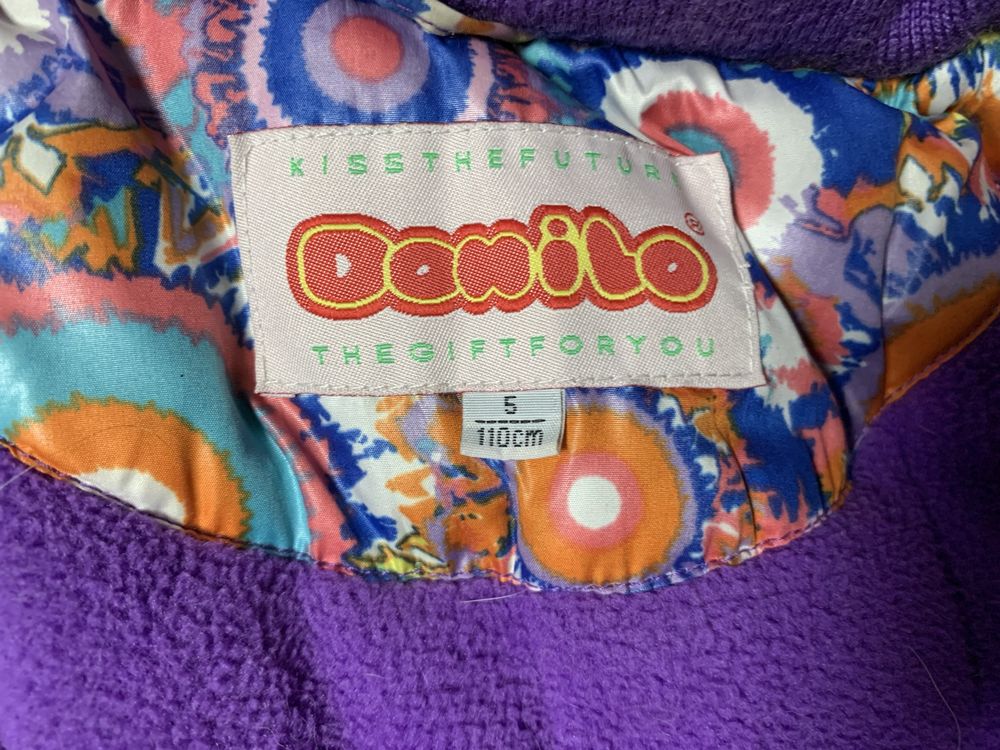 KISSTHEFUTURE
Danilo®
THEGIFTFORYOU
5
110cm